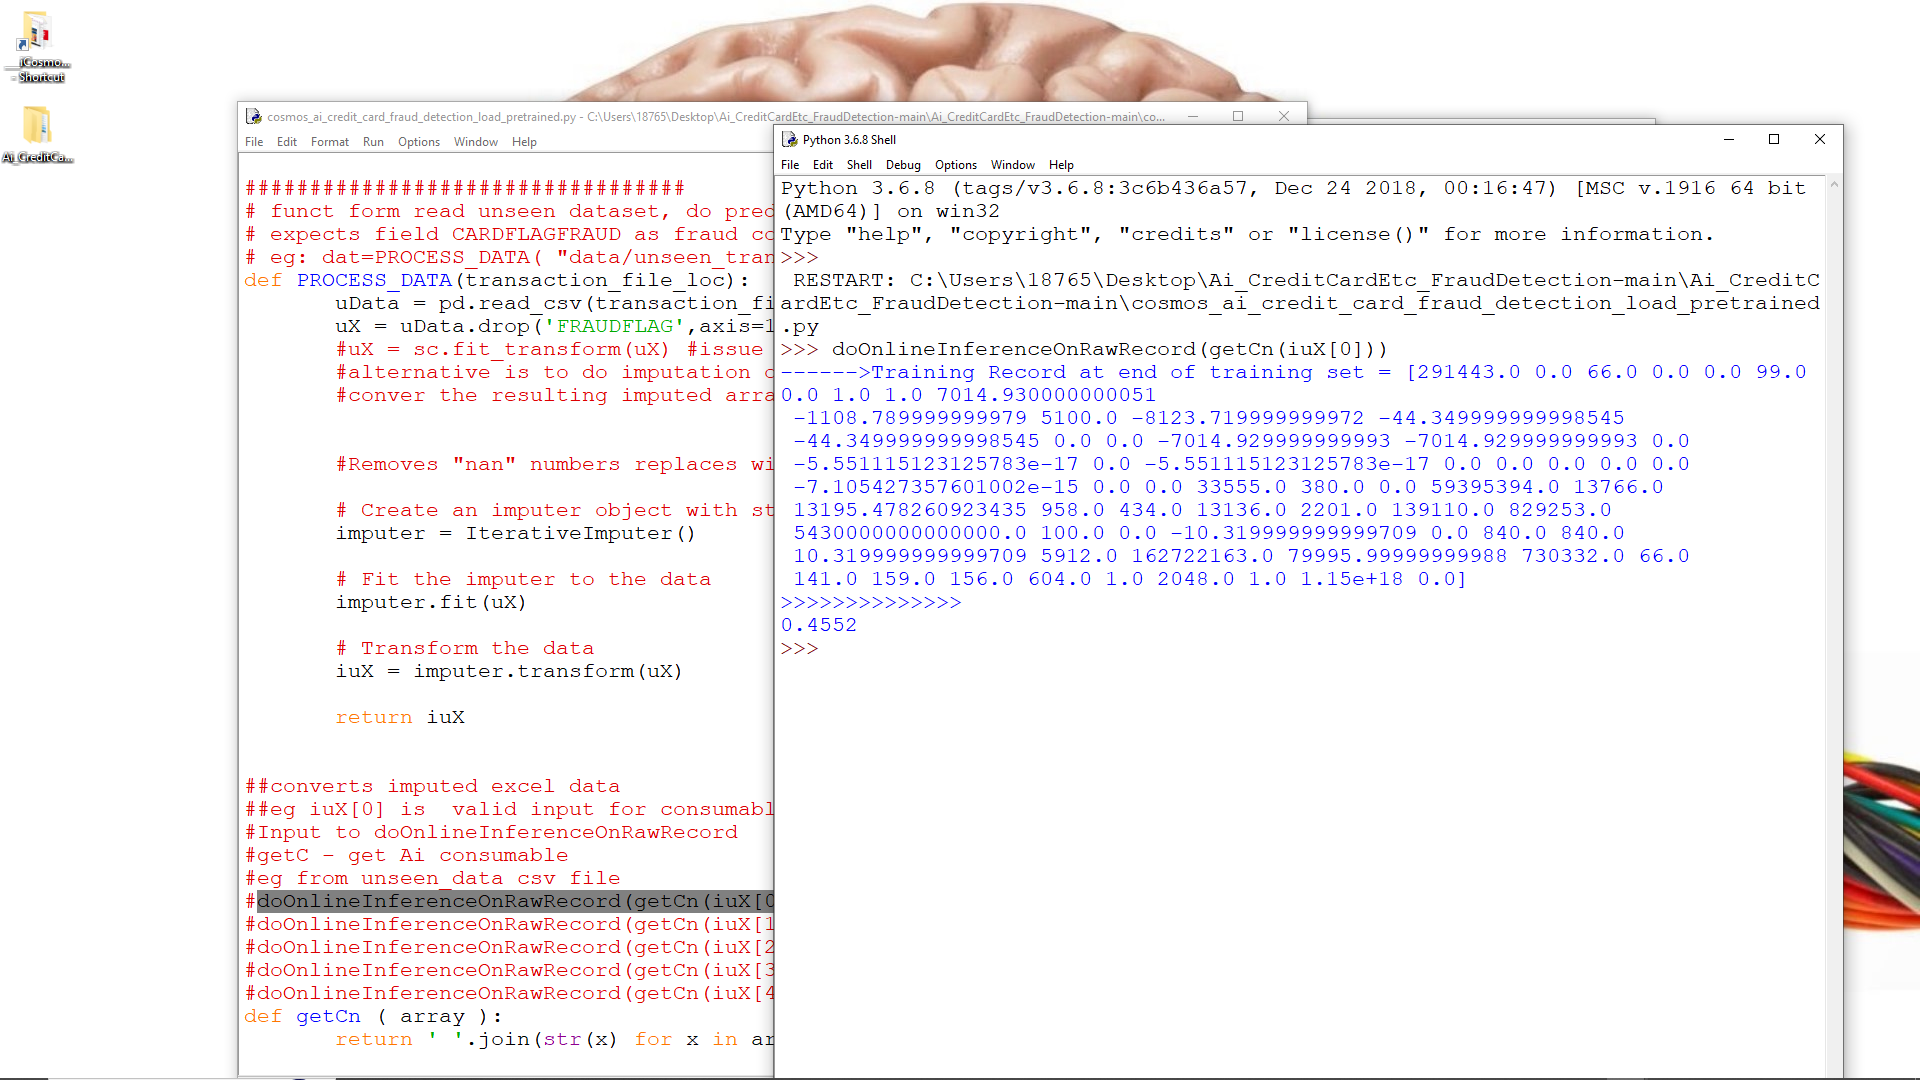 _iCosmo...
- Shortcut
Ai_CreditCa...
cosmos_ai_credit_card_fraud_detection_load_pretrained.py - C:\Users\18765\Desktop\Ai_CreditCardEtc_FraudDetection-main\Ai_CreditCardEtc_FraudDetection-main\co...
File Edit Format Run Options Window Help
##################################
# funct form read unseen dataset, do pred
# expects field CARDFLAGFRAUD as fraud co
# eg: dat=PROCESS_DATA( "data/unseen_tran
def PROCESS_DATA(transaction_file_loc):
uData = pd.read_csv(transaction_fi
uX = uData.drop('FRAUDFLAG',axis=1
#uX = sc.fit_transform(uX) #issue
#alternative is to do imputation o
#conver the resulting imputed arra
#Removes "nan" numbers replaces wi
# Create an imputer object with st
imputer = IterativeImputer()
# Fit the imputer to the data
imputer.fit(uX)
# Transform the data
iuX = imputer.transform(uX)
return iuX
##converts imputed excel data
##eg iuX[0] is  valid input for consumabl
#Input to doOnlineInferenceOnRawRecord
#getC - get Ai consumable
#eg from unseen_data csv file
#doOnlineInferenceOnRawRecord(getCn(iuX[0
#doOnlineInferenceOnRawRecord(getCn(iuX[1
#doOnlineInferenceOnRawRecord(getCn(iuX[2
#doOnlineInferenceOnRawRecord(getCn(iuX[3
#doOnlineInferenceOnRawRecord(getCn(iuX[4
def getCn ( array ):
return ' '.join(str(x) for x in ar
Python 3.6.8 Shell
File Edit Shell Debug Options Window Help
Python 3.6.8 (tags/v3.6.8:3c6b436a57, Dec 24 2018, 00:16:47) [MSC v.1916 64 bit
(AMD64)] on win32
Type "help", "copyright", "credits" or "license()" for more information.
>>>
RESTART: C:\Users\18765\Desktop\Ai_CreditCardEtc_FraudDetection-main\Ai_CreditC
ardEtc_FraudDetection-main\cosmos_ai_credit_card_fraud_detection_load_pretrained
.py
>>> doOnlineInferenceOnRawRecord(getCn(iuX[0]))
------>Training Record at end of training set = [291443.0 0.0 66.0 0.0 0.0 99.0
0.0 1.0 1.0 7014.930000000051
-1108.789999999979 5100.0 -8123.719999999972 -44.349999999998545
-44.349999999998545 0.0 0.0 -7014.929999999993 -7014.929999999993 0.0
-5.551115123125783e-17 0.0 -5.551115123125783e-17 0.0 0.0 0.0 0.0 0.0
-7.105427357601002e-15 0.0 0.0 33555.0 380.0 0.0 59395394.0 13766.0
13195.478260923435 958.0 434.0 13136.0 2201.0 139110.0 829253.0
5430000000000000.0 100.0 0.0 -10.319999999999709 0.0 840.0 840.0
10.319999999999709 5912.0 162722163.0 79995.99999999988 730332.0 66.0
141.0 159.0 156.0 604.0 1.0 2048.0 1.0 1.15e+18 0.0]
>>>>>>>>>>>>>>
0.4552
>>>